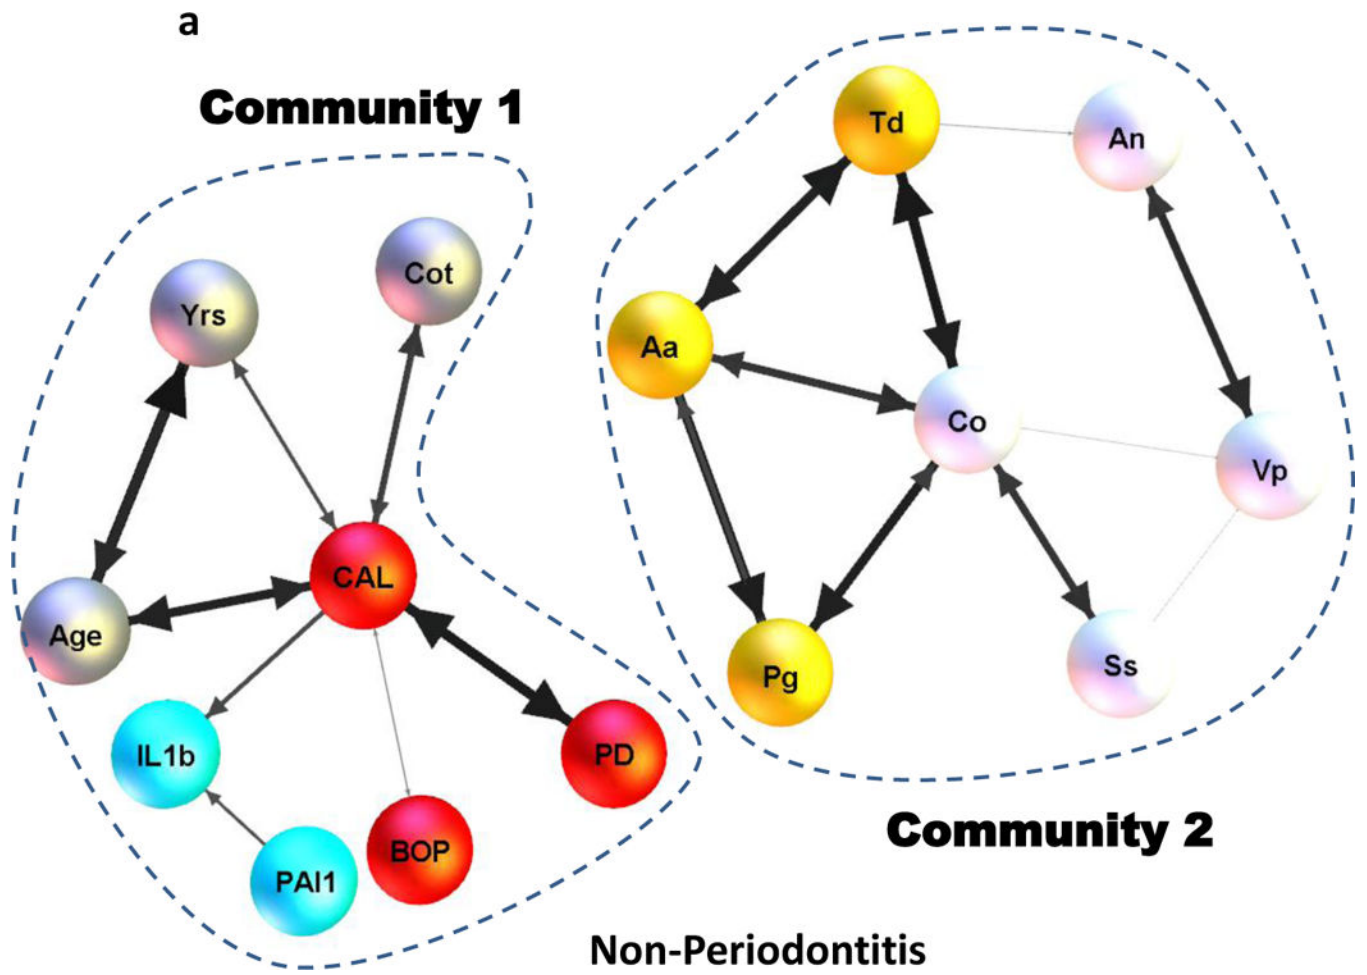 a
Community 1
Td
An
Cot
Yrs
Aa
Co
Vp
CAL
Age
Ss
Pg
IL1b
PD
BOP
PAI1
Community 2
Non-Periodontitis